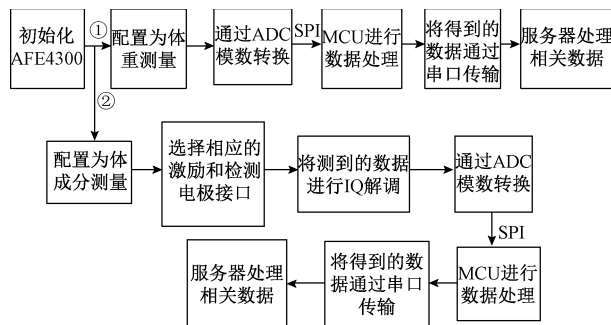 初始化
AFE4300
①
配置为体
重测量
通过ADC
模数转换
SPI
MCU进行
数据处理
将得到的
数据通过
串口传输
服务器处理
相关数据
②
配置为体
成分测量
选择相应的
激励和检测
电极接口
将测到的数据
进行IQ解调
通过ADC
模数转换
SPI
MCU进行
数据处理
将得到的数
据通过串口
传输
服务器处理
相关数据